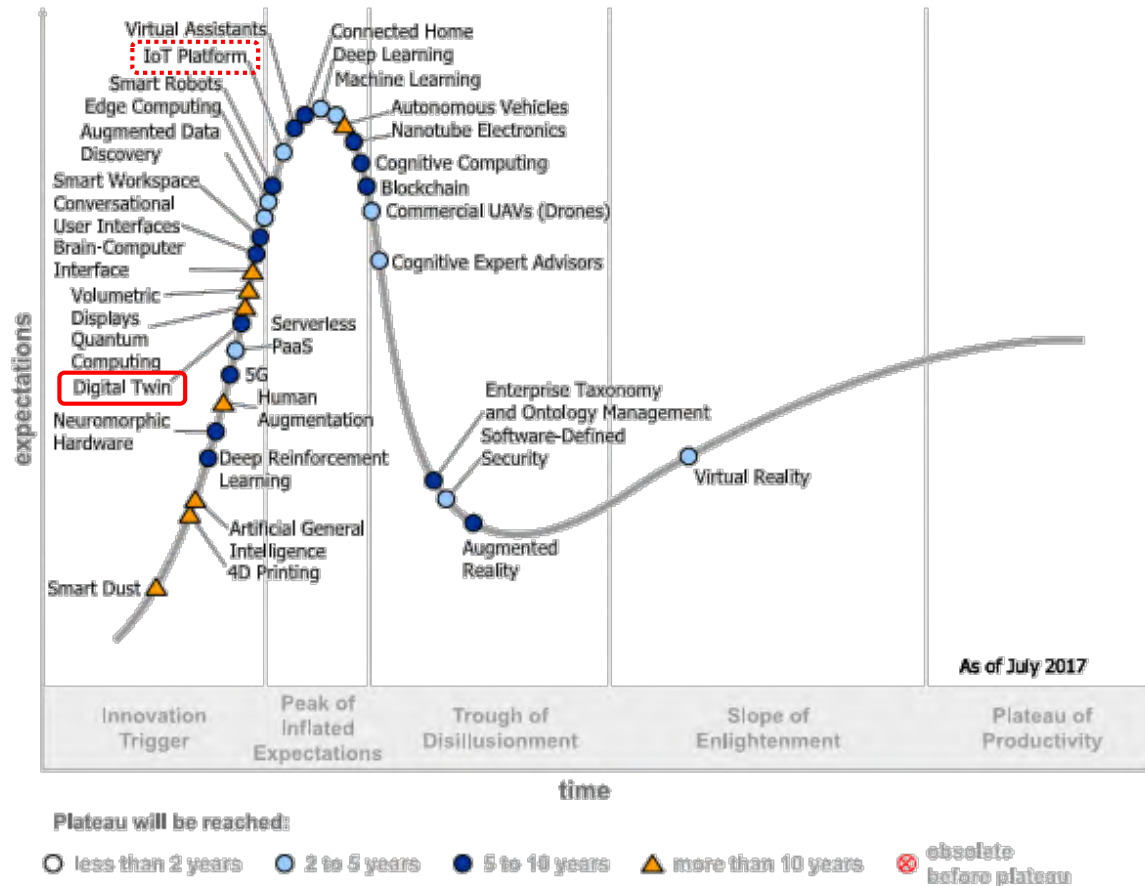 Virtual Assistants
IoT Platform
Smart Robots
Edge Computing
Augmented Data
Discovery
Smart Workspace
Conversational
User Interfaces
Brain-Computer
Interface
Volumetric
Displays
Quantum
Computing
Digital Twin
Neuromorphic
Hardware
Smart Dust
Connected Home
Deep Learning
Machine Learning
Autonomous Vehicles
Nanotube Electronics
Cognitive Computing
Blockchain
Commercial UAVs (Drones)
Cognitive Expert Advisors
Serverless
PaaS
5G
Human
Augmentation
Deep Reinforcement
Learning
Artificial General
Intelligence
4D Printing
Enterprise Taxonomy
and Ontology Management
Software-Defined
Security
Augmented
Reality
Virtual Reality
expectations
As of July 2017
Innovation
Trigger
Peak of
Inflated
Expectations
Trough of
Disillusionment
Slope of
Enlightenment
Plateau of
Productivity
time
Plateau will be reached:
less than 2 years
2 to 5 years
5 to 10 years
more than 10 years
obsolete
before plateau